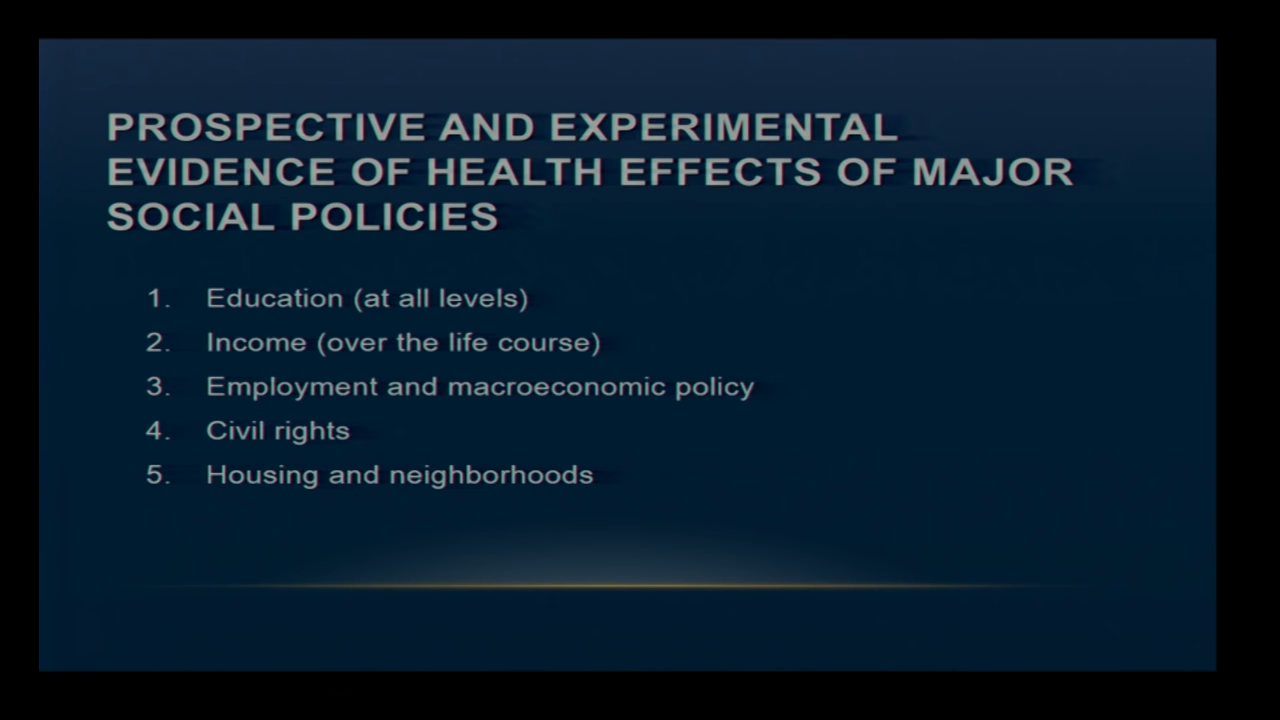 PROSPECTIVE AND EXPERIMENTAL
EVIDENCE OF HEALTH EFFECTS OF MAJOR
SOCIAL POLICIES
1. Education (at all levels)
2. Income (over the life course)
3. Employment and macroeconomic policy
4. Civil rights
5. Housing and neighborhoods